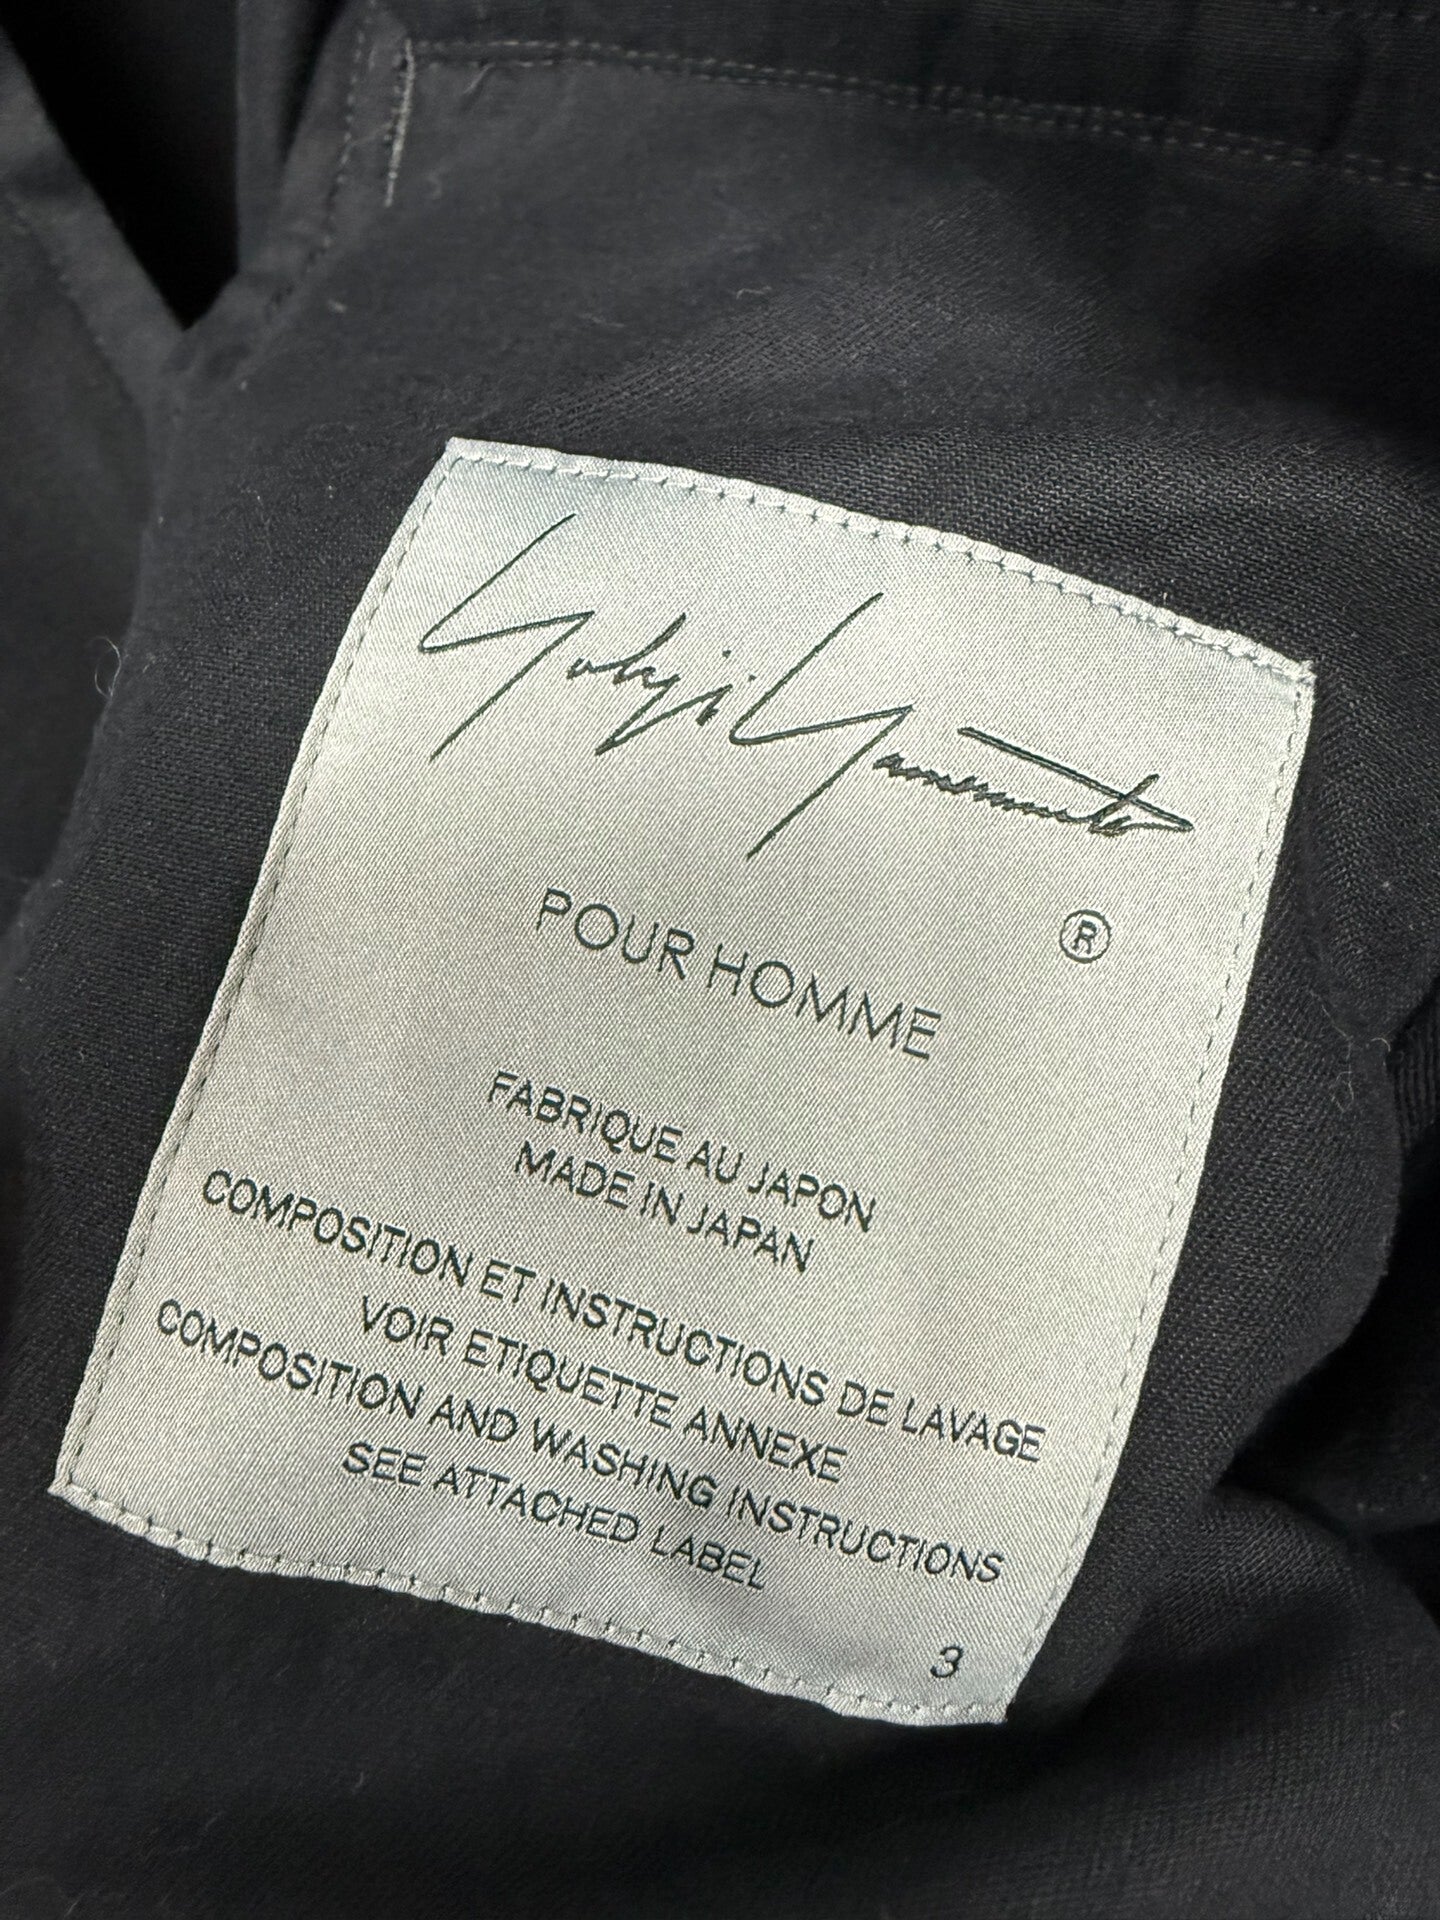 Yohji Yamamoto
POUR HOMME ®
FABRIQUE AU JAPON
MADE IN JAPAN
COMPOSITION ET INSTRUCTIONS DE LAVAGE
VOIR ETIQUETTE ANNEXE
COMPOSITION AND WASHING INSTRUCTIONS
SEE ATTACHED LABEL
3